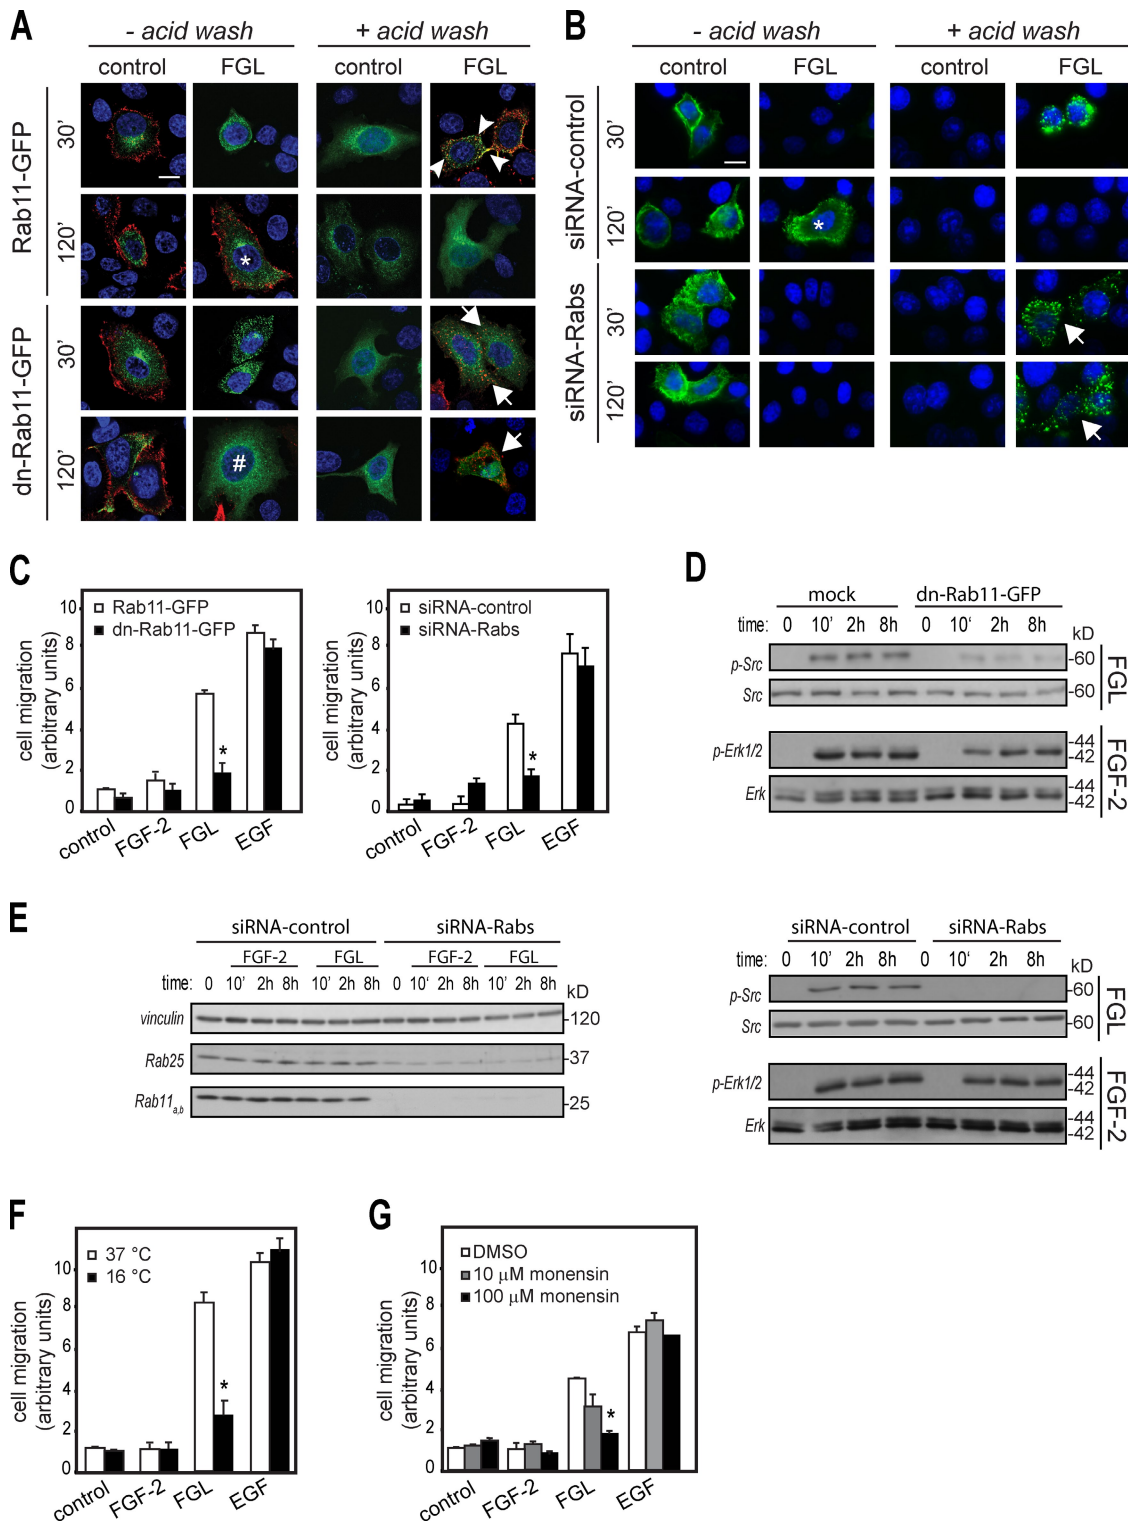 A
- acid wash
+ acid wash
control
FGL
control
FGL
Rab11-GFP
30'
120'
dn-Rab11-GFP
30'
120'
*
#
B
- acid wash
+ acid wash
control
FGL
control
FGL
siRNA-control
30'
120'
siRNA-Rabs
30'
120'
*
C
cell migration
(arbitrary units)
10
8
6
4
2
0
Rab11-GFP
dn-Rab11-GFP
*
control
FGF-2
FGL
EGF
cell migration
(arbitrary units)
10
8
6
4
2
0
siRNA-control
siRNA-Rabs
*
control
FGF-2
FGL
EGF
D
mock
dn-Rab11-GFP
time: 0 10' 2h 8h 0 10' 2h 8h kD
p-Src -60
Src -60
FGL
p-Erk1/2 -44
-42
Erk -44
-42
FGF-2
E
siRNA-control
siRNA-Rabs
FGF-2
FGL
FGF-2
FGL
time: 0 10' 2h 8h 10' 2h 8h 0 10' 2h 8h 10' 2h 8h kD
vinculin -120
Rab25 -37
Rab11a,b -25
siRNA-control
siRNA-Rabs
time: 0 10' 2h 8h 0 10' 2h 8h kD
p-Src -60
Src -60
FGL
p-Erk1/2 -44
-42
Erk -44
-42
FGF-2
F
cell migration
(arbitrary units)
10
8
6
4
2
0
37 °C
16 °C
*
control
FGF-2
FGL
EGF
G
cell migration
(arbitrary units)
10
8
6
4
2
0
DMSO
10 μM monensin
100 μM monensin
*
control
FGF-2
FGL
EGF